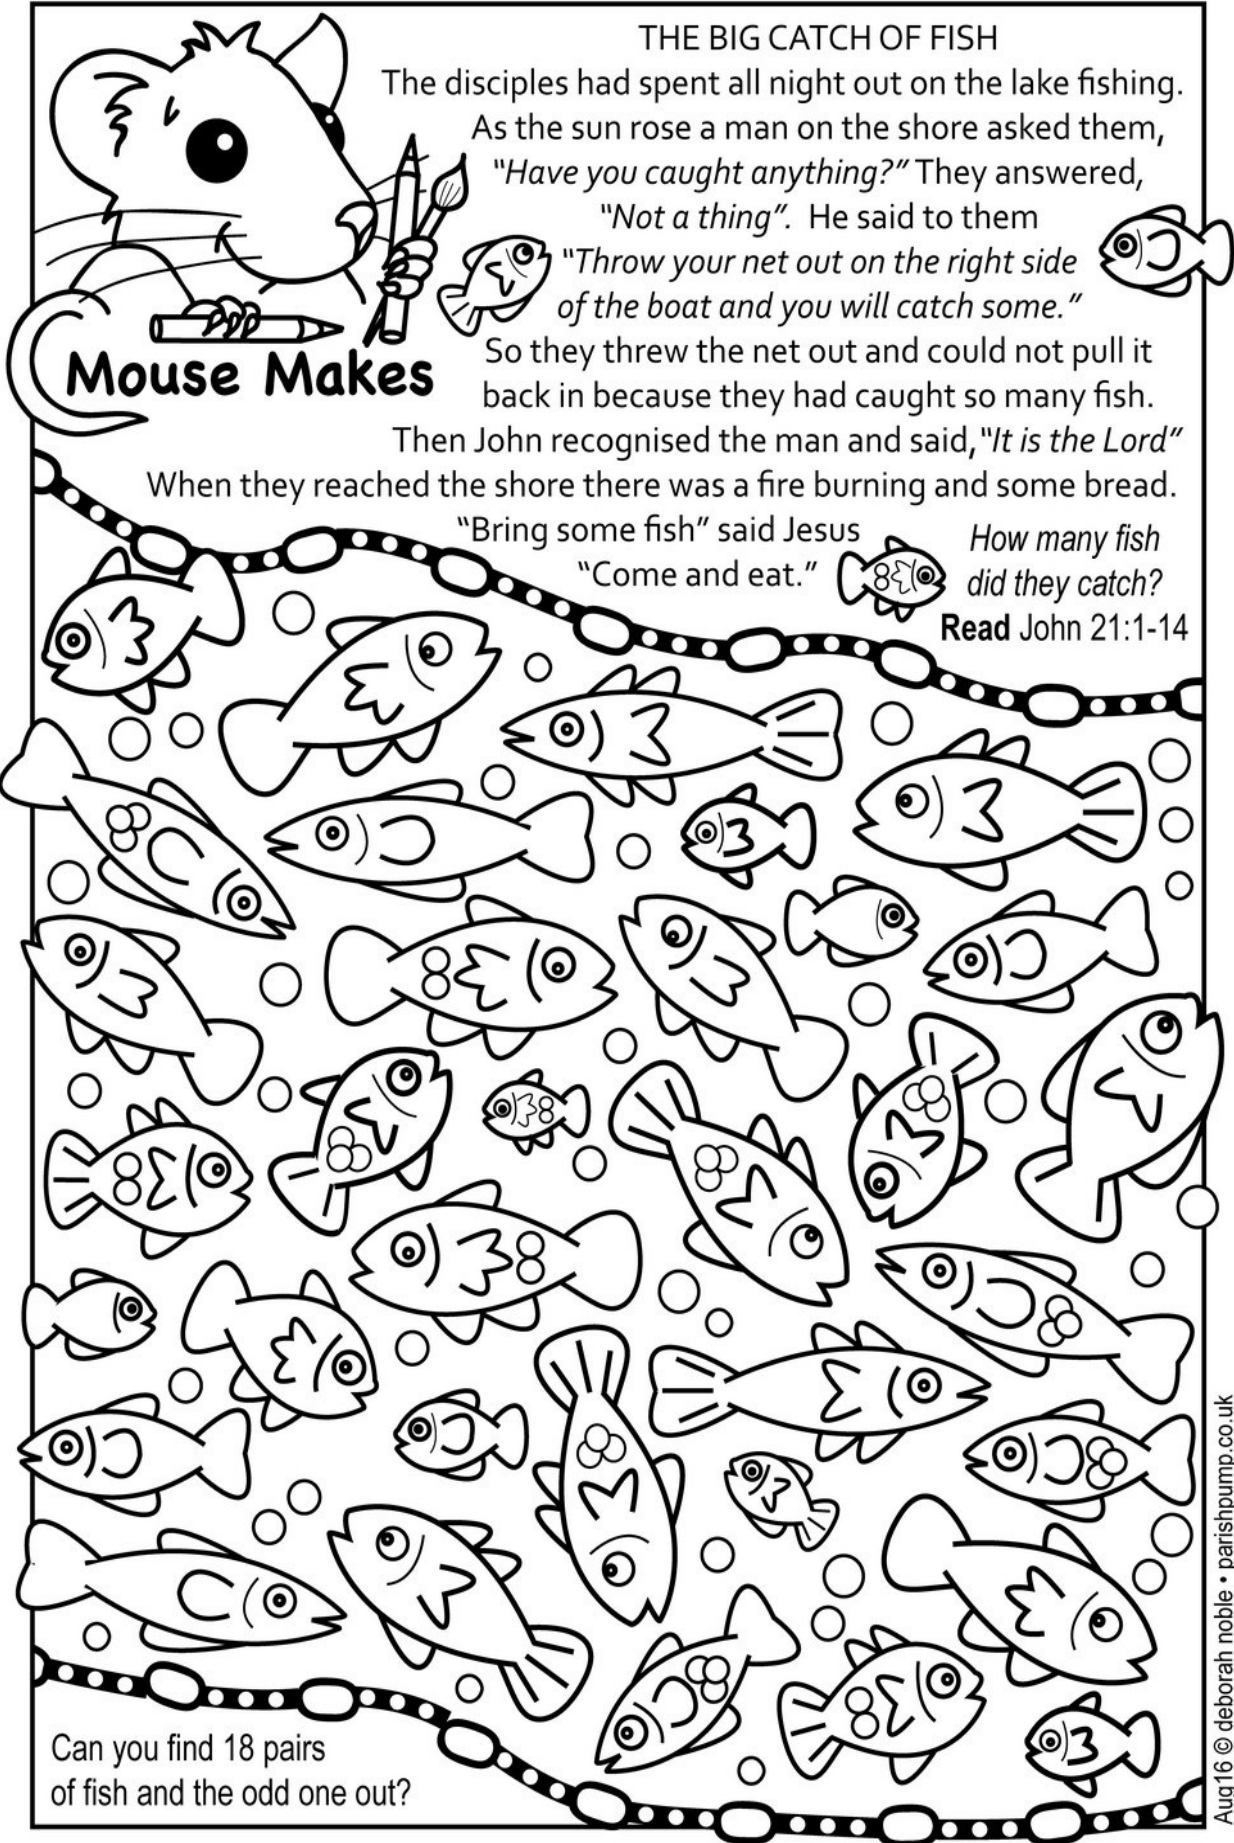 THE BIG CATCH OF FISH
The disciples had spent all night out on the lake fishing.
As the sun rose a man on the shore asked them,
“Have you caught anything?” They answered,
“Not a thing”. He said to them
“Throw your net out on the right side
of the boat and you will catch some.”
Mouse Makes
So they threw the net out and could not pull it
back in because they had caught so many fish.
Then John recognised the man and said,“It is the Lord”
When they reached the shore there was a fire burning and some bread.
“Bring some fish” said Jesus
“Come and eat.”
How many fish
did they catch?
Read John 21:1-14
Can you find 18 pairs
of fish and the odd one out?
Aug16 © deborah noble • parishpump.co.uk